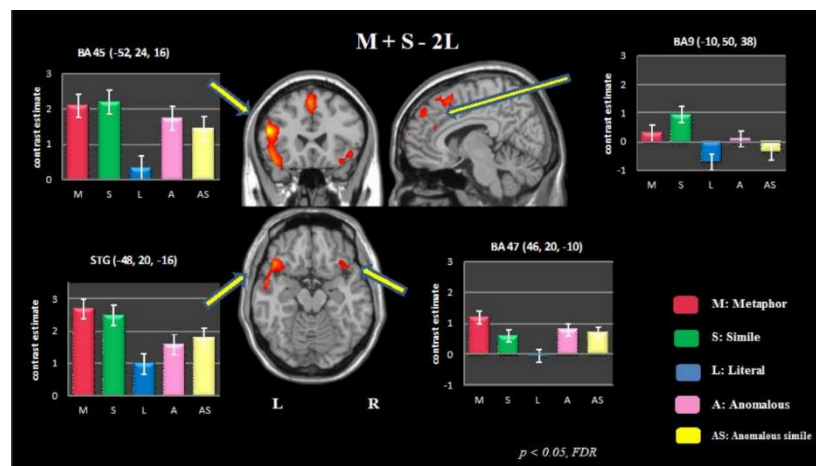 M + S - 2L
BA 45 (-52, 24, 16)
3
2
1
0
contrast estimate
M S L A AS
BA9 (-10, 50, 38)
3
2
1
0
-1
contrast estimate
M S L A AS
STG (-48, 20, -16)
3
2
1
0
contrast estimate
M S L A AS
BA 47 (46, 20, -10)
3
2
1
0
-1
contrast estimate
M S L A AS
L R
M: Metaphor
S: Simile
L: Literal
A: Anomalous
AS: Anomalous simile
p < 0.05, FDR